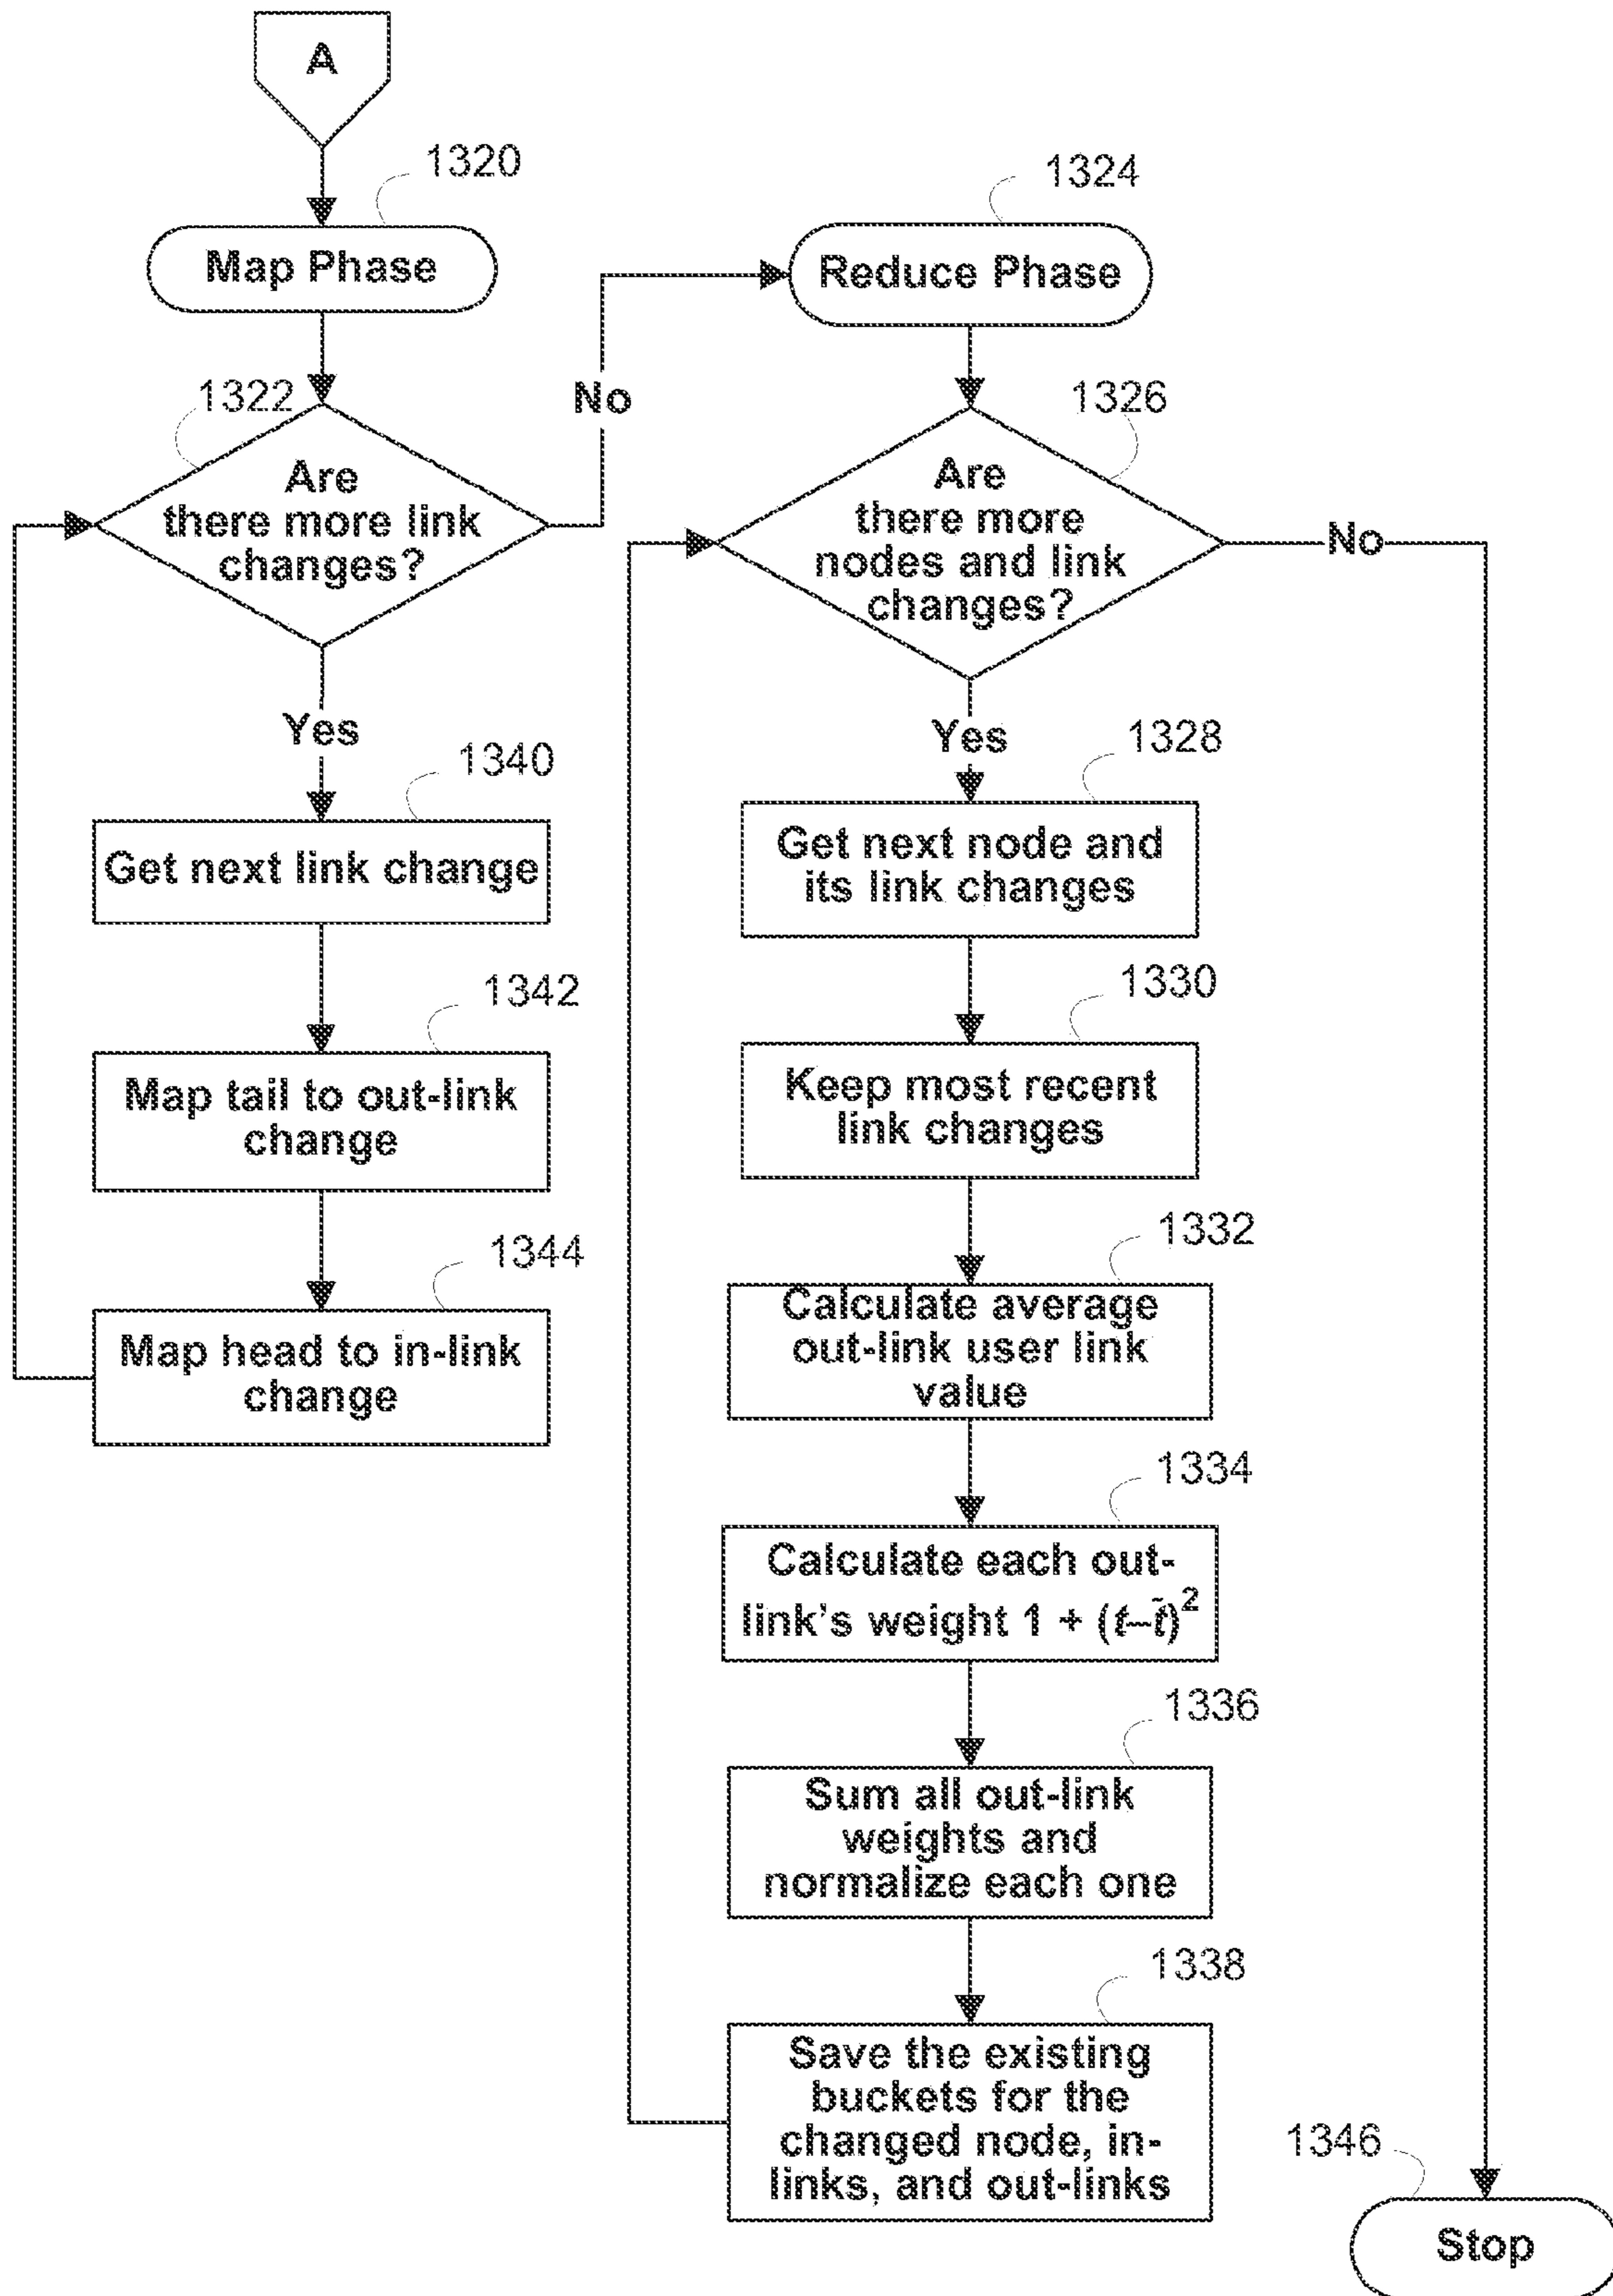 A
1320
Map Phase
1322
Are
there more link
changes?
No
Yes
1340
Get next link change
1342
Map tail to out-link
change
1344
Map head to in-link
change
1324
Reduce Phase
1326
Are
there more
nodes and link
changes?
No
Yes
1328
Get next node and
its link changes
1330
Keep most recent
link changes
1332
Calculate average
out-link user link
value
1334
Calculate each out-
link's weight 1 + (t–t̄)²
1336
Sum all out-link
weights and
normalize each one
1338
Save the existing
buckets for the
changed node, in-
links, and out-links
1346
Stop